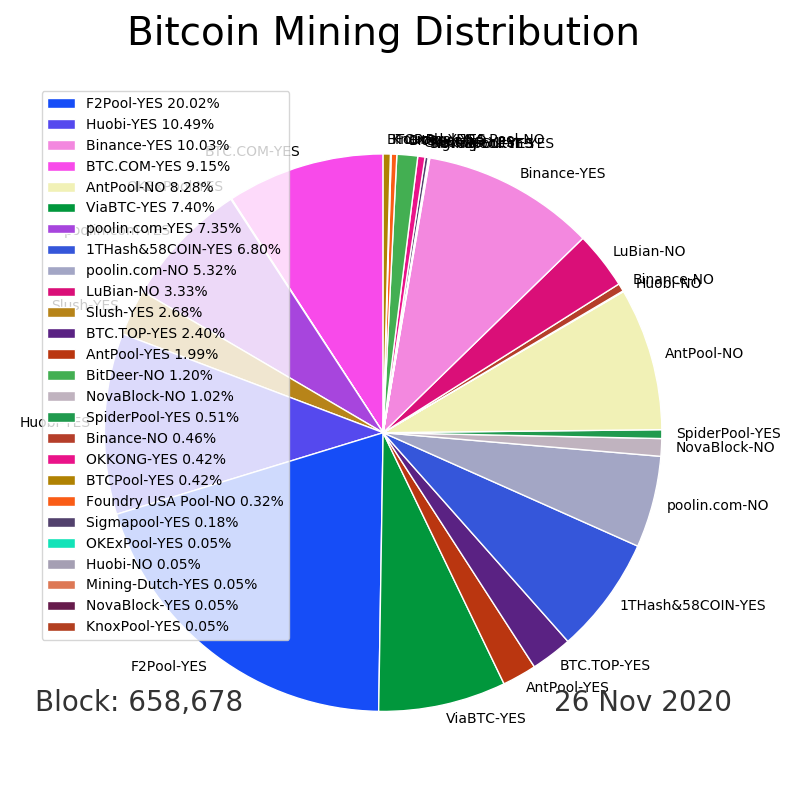 Bitcoin Mining Distribution
F2Pool-YES 20.02%
Huobi-YES 10.49%
Binance-YES 10.03%
BTC.COM-YES 9.15%
AntPool-NO 8.28%
ViaBTC-YES 7.40%
poolin.com-YES 7.35%
1THash&58COIN-YES 6.80%
poolin.com-NO 5.32%
LuBian-NO 3.33%
Slush-YES 2.68%
BTC.TOP-YES 2.40%
AntPool-YES 1.99%
BitDeer-NO 1.20%
NovaBlock-NO 1.02%
SpiderPool-YES 0.51%
Binance-NO 0.46%
OKKONG-YES 0.42%
BTCPool-YES 0.42%
Foundry USA Pool-NO 0.32%
Sigmapool-YES 0.18%
OKExPool-YES 0.05%
Huobi-NO 0.05%
Mining-Dutch-YES 0.05%
NovaBlock-YES 0.05%
KnoxPool-YES 0.05%
BTC.COM-YES
Slush-YES
Huobi-YES
F2Pool-YES
Binance-YES
LuBian-NO
Binance-NO
Huobi-NO
AntPool-NO
SpiderPool-YES
NovaBlock-NO
poolin.com-NO
1THash&58COIN-YES
BTC.TOP-YES
AntPool-YES
ViaBTC-YES
Block: 658,678
26 Nov 2020